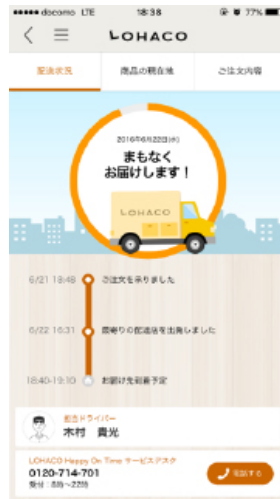 docomo LTE 18:38 77%
LOHACO
配送状況 商品の現在地 ご注文内容
2016年6月22日(水)
まもなく
お届けします！
LOHACO
6/21 18:48 ご注文を承りました
6/22 16:31 最寄りの配送店を出発しました
18:40-19:10 お届け先到着予定
担当ドライバー
木村 貴光
LOHACO Happy On Time サービスデスク
0120-714-701
受付：8時～22時